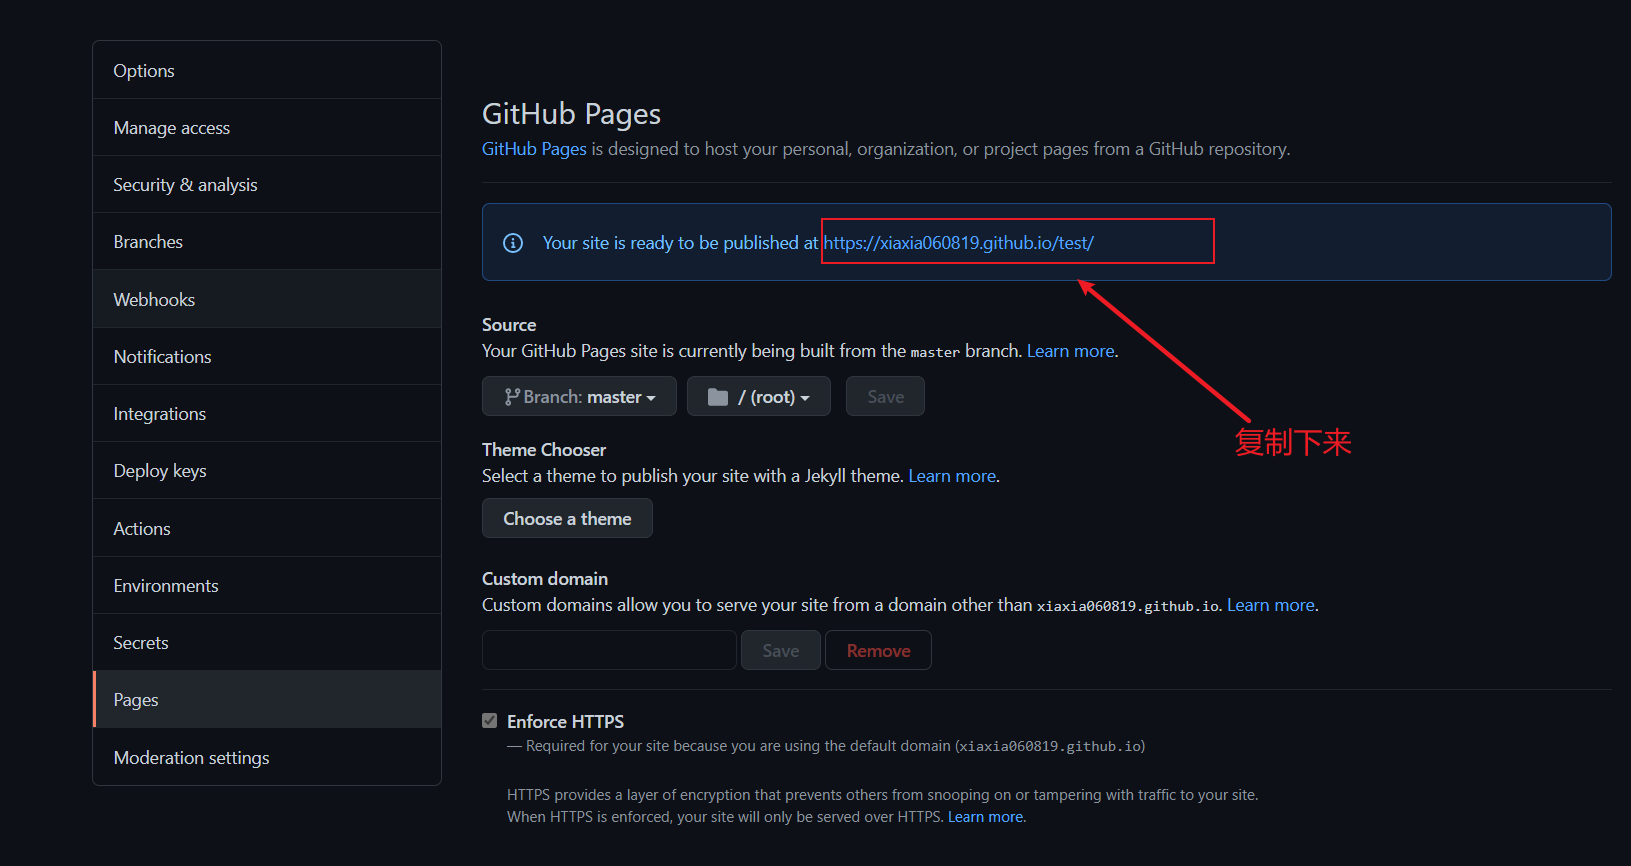 Options
Manage access
Security & analysis
Branches
Webhooks
Notifications
Integrations
Deploy keys
Actions
Environments
Secrets
Pages
Moderation settings
GitHub Pages
GitHub Pages is designed to host your personal, organization, or project pages from a GitHub repository.
Your site is ready to be published at https://xiaxia060819.github.io/test/
复制下来
Source
Your GitHub Pages site is currently being built from the master branch. Learn more.
Branch: master / (root) Save
Theme Chooser
Select a theme to publish your site with a Jekyll theme. Learn more.
Choose a theme
Custom domain
Custom domains allow you to serve your site from a domain other than xiaxia060819.github.io. Learn more.
Save Remove
Enforce HTTPS
— Required for your site because you are using the default domain (xiaxia060819.github.io)
HTTPS provides a layer of encryption that prevents others from snooping on or tampering with traffic to your site.
When HTTPS is enforced, your site will only be served over HTTPS. Learn more.